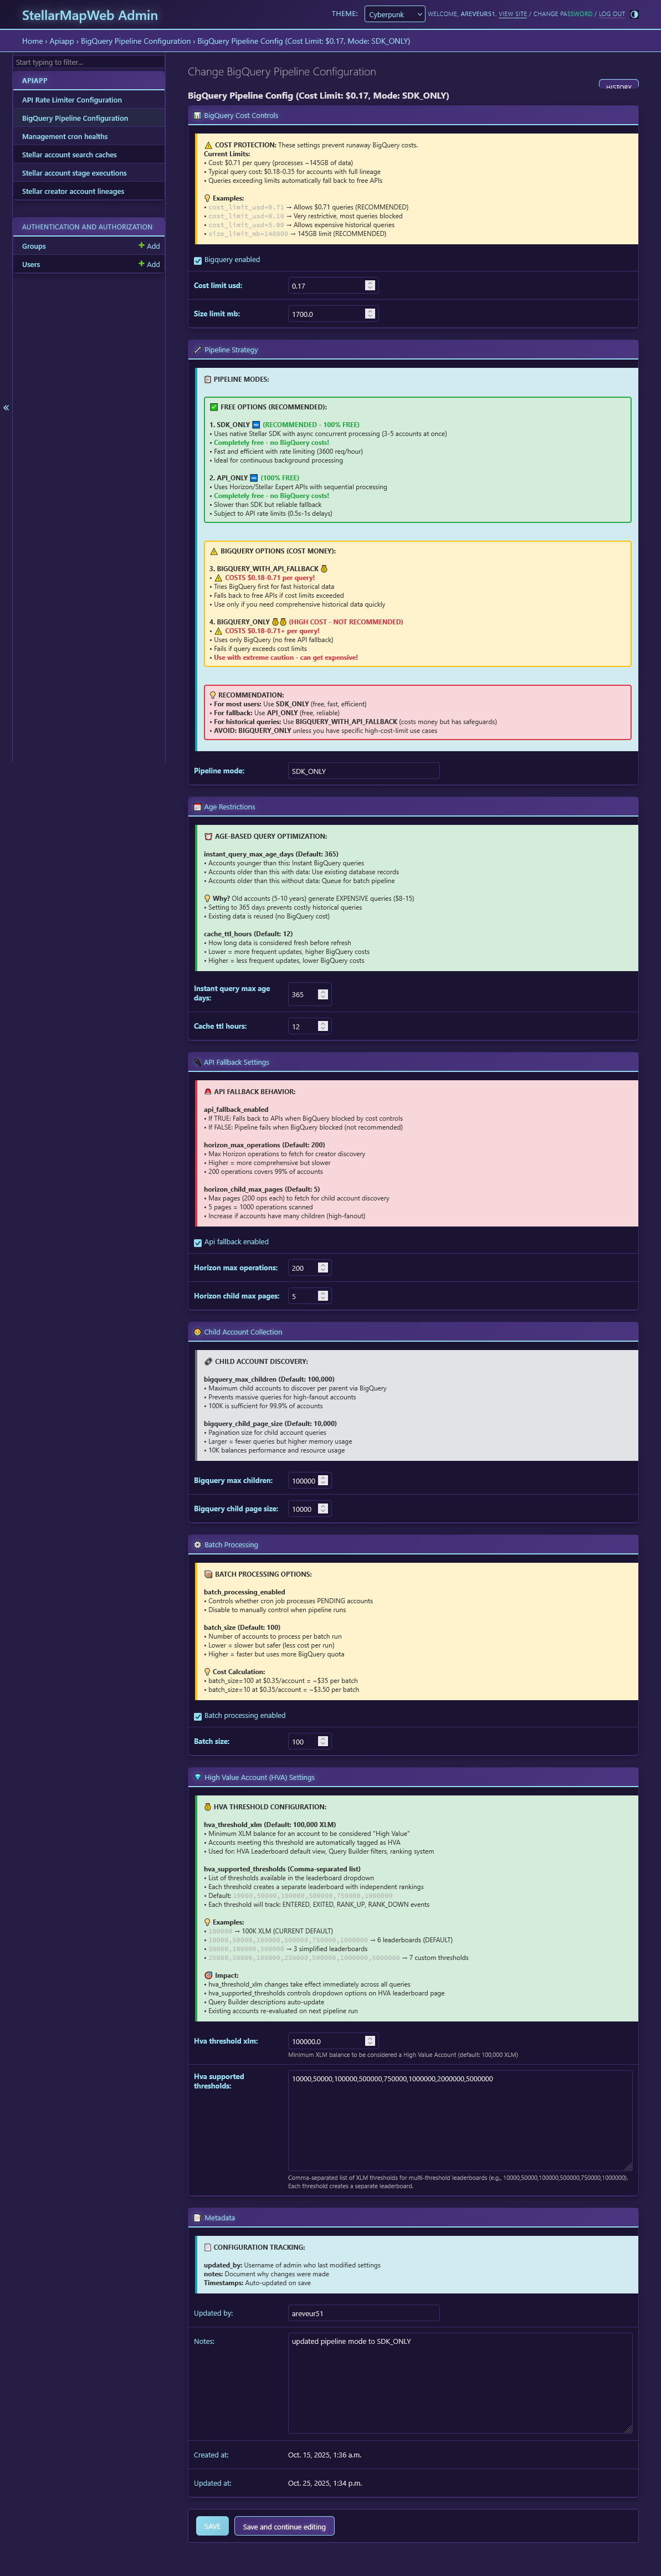 StellarMapWeb Admin
THEME: Cyberpunk WELCOME, AREVEUR51. VIEW SITE / CHANGE PASSWORD / LOG OUT
Home › Apiapp › BigQuery Pipeline Configuration › BigQuery Pipeline Config (Cost Limit: $0.17, Mode: SDK_ONLY)
Start typing to filter...
APIAPP
API Rate Limiter Configuration
BigQuery Pipeline Configuration
Management cron healths
Stellar account search caches
Stellar account stage executions
Stellar creator account lineages
AUTHENTICATION AND AUTHORIZATION
Groups + Add
Users + Add
«
Change BigQuery Pipeline Configuration
HISTORY
BigQuery Pipeline Config (Cost Limit: $0.17, Mode: SDK_ONLY)
BigQuery Cost Controls
COST PROTECTION: These settings prevent runaway BigQuery costs.
Current Limits:
• Cost: $0.71 per query (processes ~145GB of data)
• Typical query cost: $0.18-0.35 for accounts with full lineage
• Queries exceeding limits automatically fall back to free APIs
Examples:
• cost_limit_usd=0.71 → Allows $0.71 queries (RECOMMENDED)
• cost_limit_usd=0.10 → Very restrictive, most queries blocked
• cost_limit_usd=5.00 → Allows expensive historical queries
• size_limit_mb=148900 → 145GB limit (RECOMMENDED)
Bigquery enabled
Cost limit usd: 0.17
Size limit mb: 1700.0
Pipeline Strategy
PIPELINE MODES:
FREE OPTIONS (RECOMMENDED):
1. SDK_ONLY (RECOMMENDED - 100% FREE)
• Uses native Stellar SDK with async concurrent processing (3-5 accounts at once)
• Completely free - no BigQuery costs!
• Fast and efficient with rate limiting (3600 req/hour)
• Ideal for continuous background processing
2. API_ONLY (100% FREE)
• Uses Horizon/Stellar Expert APIs with sequential processing
• Completely free - no BigQuery costs!
• Slower than SDK but reliable fallback
• Subject to API rate limits (0.5s-1s delays)
BIGQUERY OPTIONS (COST MONEY):
3. BIGQUERY_WITH_API_FALLBACK
• COSTS $0.18-0.71 per query!
• Tries BigQuery first for fast historical data
• Falls back to free APIs if cost limits exceeded
• Use only if you need comprehensive historical data quickly
4. BIGQUERY_ONLY (HIGH COST - NOT RECOMMENDED)
• COSTS $0.18-0.71+ per query!
• Uses only BigQuery (no free API fallback)
• Fails if query exceeds cost limits
• Use with extreme caution - can get expensive!
RECOMMENDATION:
• For most users: Use SDK_ONLY (free, fast, efficient)
• For fallback: Use API_ONLY (free, reliable)
• For historical queries: Use BIGQUERY_WITH_API_FALLBACK (costs money but has safeguards)
• AVOID: BIGQUERY_ONLY unless you have specific high-cost-limit use cases
Pipeline mode: SDK_ONLY
Age Restrictions
AGE-BASED QUERY OPTIMIZATION:
instant_query_max_age_days (Default: 365)
• Accounts younger than this: Instant BigQuery queries
• Accounts older than this with data: Use existing database records
• Accounts older than this without data: Queue for batch pipeline
Why? Old accounts (5-10 years) generate EXPENSIVE queries ($8-15)
• Setting to 365 days prevents costly historical queries
• Existing data is reused (no BigQuery cost)
cache_ttl_hours (Default: 12)
• How long data is considered fresh before refresh
• Lower = more frequent updates, higher BigQuery costs
• Higher = less frequent updates, lower BigQuery costs
Instant query max age days: 365
Cache ttl hours: 12
API Fallback Settings
API FALLBACK BEHAVIOR:
api_fallback_enabled
• If TRUE: Falls back to APIs when BigQuery blocked by cost controls
• If FALSE: Pipeline fails when BigQuery blocked (not recommended)
horizon_max_operations (Default: 200)
• Max Horizon operations to fetch for creator discovery
• Higher = more comprehensive but slower
• 200 operations covers 99% of accounts
horizon_child_max_pages (Default: 5)
• Max pages (200 ops each) to fetch for child account discovery
• 5 pages = 1000 operations scanned
• Increase if accounts have many children (high-fanout)
Api fallback enabled
Horizon max operations: 200
Horizon child max pages: 5
Child Account Collection
CHILD ACCOUNT DISCOVERY:
bigquery_max_children (Default: 100,000)
• Maximum child accounts to discover per parent via BigQuery
• Prevents massive queries for high-fanout accounts
• 100K is sufficient for 99.9% of accounts
bigquery_child_page_size (Default: 10,000)
• Pagination size for child account queries
• Larger = fewer queries but higher memory usage
• 10K balances performance and resource usage
Bigquery max children: 100000
Bigquery child page size: 10000
Batch Processing
BATCH PROCESSING OPTIONS:
batch_processing_enabled
• Controls whether cron job processes PENDING accounts
• Disable to manually control when pipeline runs
batch_size (Default: 100)
• Number of accounts to process per batch run
• Lower = slower but safer (less cost per run)
• Higher = faster but uses more BigQuery quota
Cost Calculation:
• batch_size=100 at $0.35/account = ~$35 per batch
• batch_size=10 at $0.35/account = ~$3.50 per batch
Batch processing enabled
Batch size: 100
High Value Account (HVA) Settings
HVA THRESHOLD CONFIGURATION:
hva_threshold_xlm (Default: 100,000 XLM)
• Minimum XLM balance for an account to be considered "High Value"
• Accounts meeting this threshold are automatically tagged as HVA
• Used for: HVA Leaderboard default view, Query Builder filters, ranking system
hva_supported_thresholds (Comma-separated list)
• List of thresholds available in the leaderboard dropdown
• Each threshold creates a separate leaderboard with independent rankings
• Default: 10000,50000,100000,500000,750000,1000000
• Each threshold will track: ENTERED, EXITED, RANK_UP, RANK_DOWN events
Examples:
• 100000 → 100K XLM (CURRENT DEFAULT)
• 10000,50000,100000,500000,750000,1000000 → 6 leaderboards (DEFAULT)
• 50000,100000,500000 → 3 simplified leaderboards
• 25000,50000,100000,250000,500000,1000000,5000000 → 7 custom thresholds
Impact:
• hva_threshold_xlm changes take effect immediately across all queries
• hva_supported_thresholds controls dropdown options on HVA leaderboard page
• Query Builder descriptions auto-update
• Existing accounts re-evaluated on next pipeline run
Hva threshold xlm: 100000.0
Minimum XLM balance to be considered a High Value Account (default: 100,000 XLM)
Hva supported thresholds: 10000,50000,100000,500000,750000,1000000,2000000,5000000
Comma-separated list of XLM thresholds for multi-threshold leaderboards (e.g., 10000,50000,100000,500000,750000,1000000).
Each threshold creates a separate leaderboard.
Metadata
CONFIGURATION TRACKING:
updated_by: Username of admin who last modified settings
notes: Document why changes were made
Timestamps: Auto-updated on save
Updated by: areveur51
Notes: updated pipeline mode to SDK_ONLY
Created at: Oct. 15, 2025, 1:36 a.m.
Updated at: Oct. 25, 2025, 1:34 p.m.
SAVE Save and continue editing